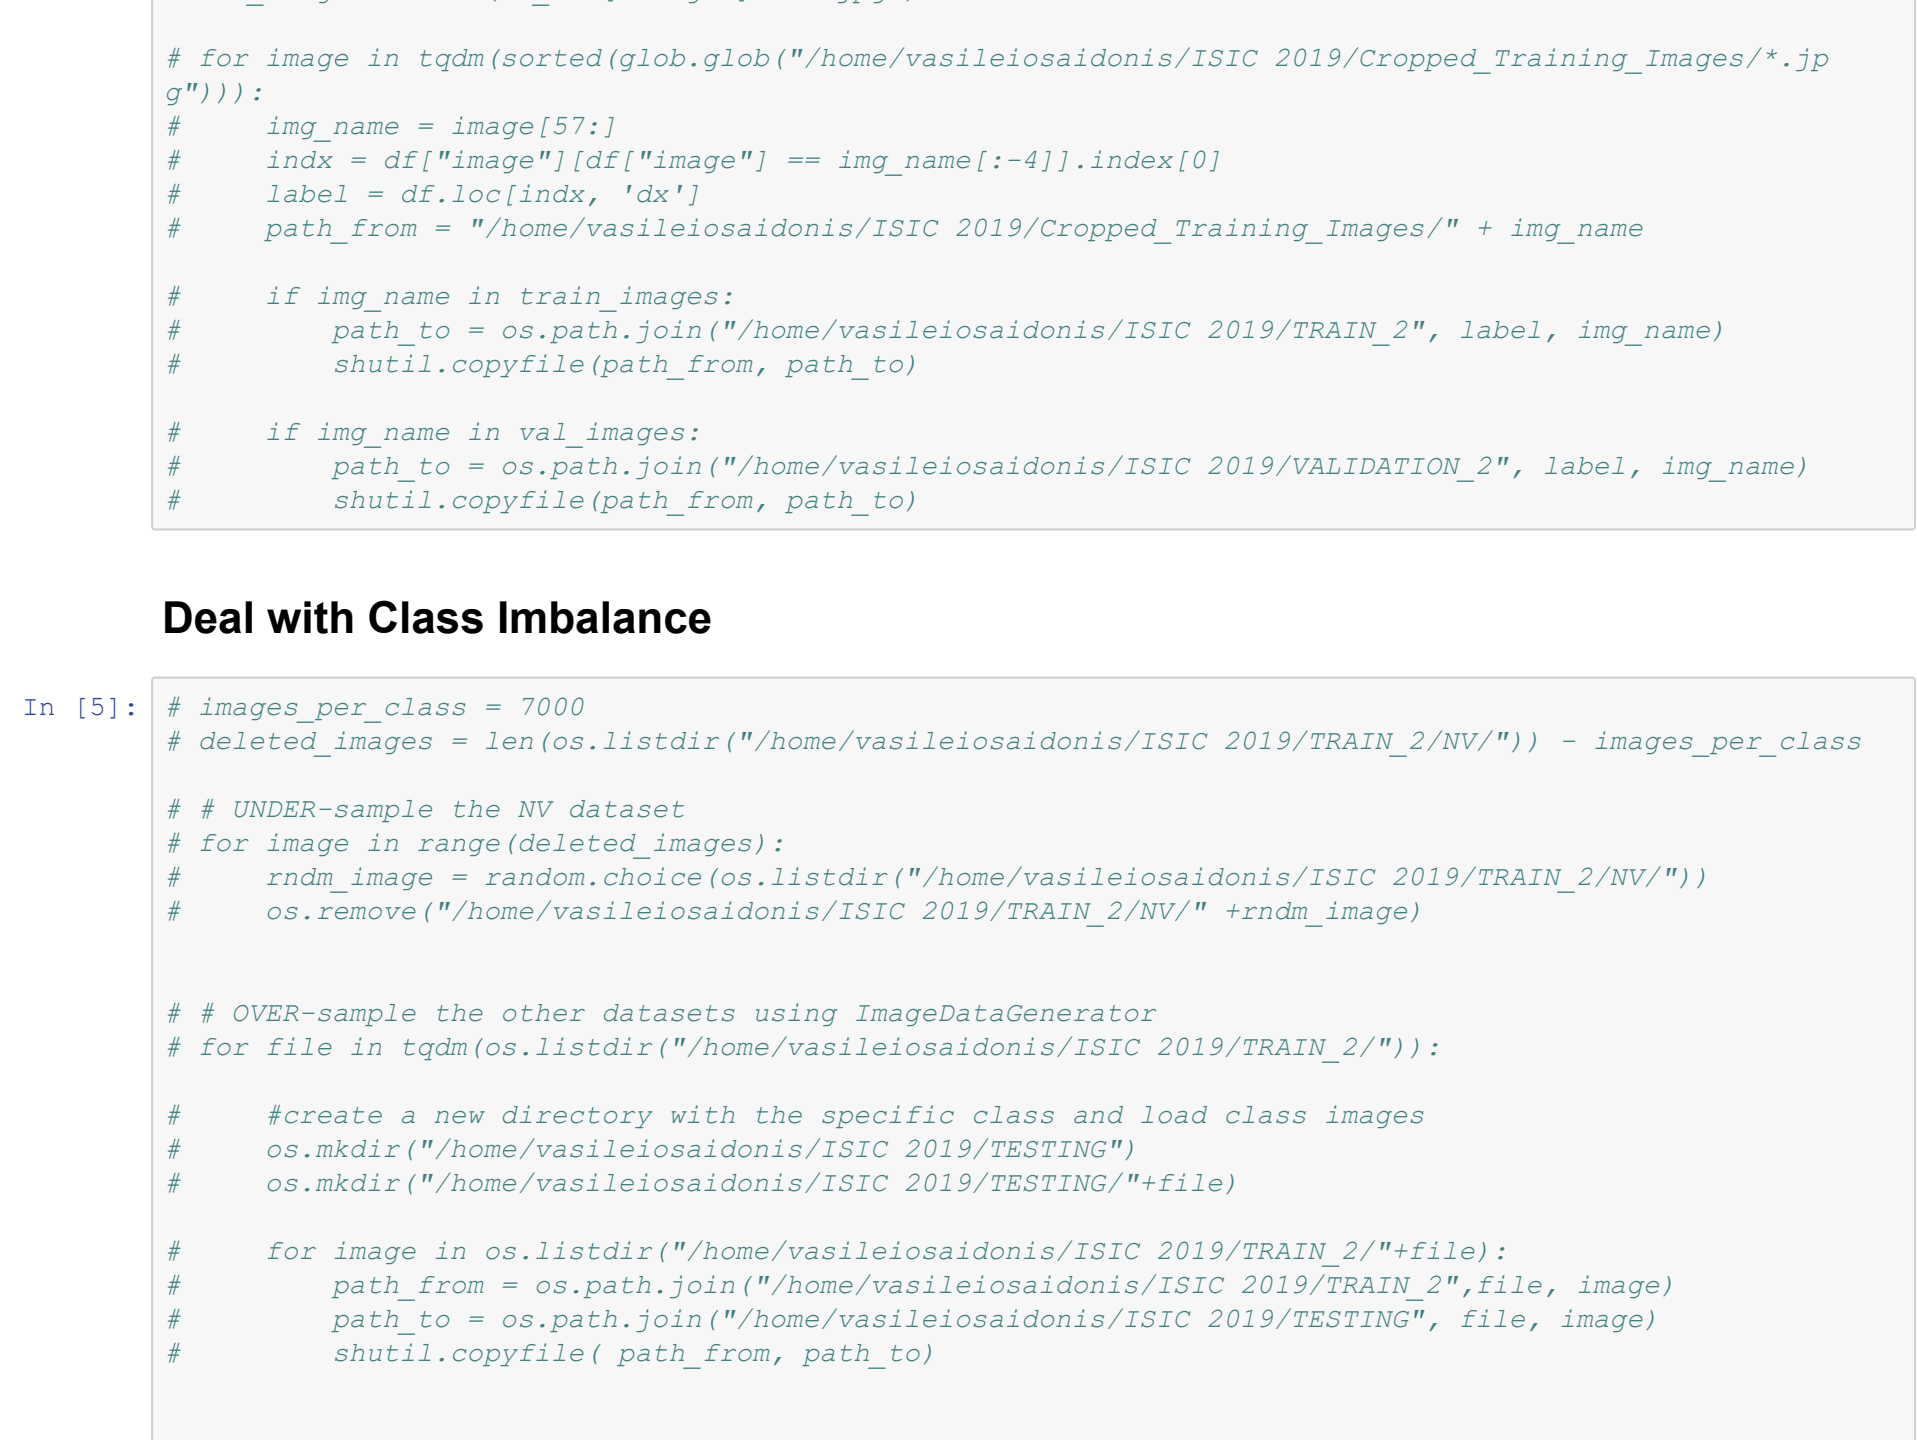 # for image in tqdm(sorted(glob.glob("/home/vasileiosaidonis/ISIC 2019/Cropped_Training_Images/*.jp
g"))):
#     img_name = image[57:]
#     indx = df["image"][df["image"] == img_name[:-4]].index[0]
#     label = df.loc[indx, 'dx']
#     path_from = "/home/vasileiosaidonis/ISIC 2019/Cropped_Training_Images/" + img_name
#     if img_name in train_images:
#         path_to = os.path.join("/home/vasileiosaidonis/ISIC 2019/TRAIN_2", label, img_name)
#         shutil.copyfile(path_from, path_to)
#     if img_name in val_images:
#         path_to = os.path.join("/home/vasileiosaidonis/ISIC 2019/VALIDATION_2", label, img_name)
#         shutil.copyfile(path_from, path_to)
Deal with Class Imbalance
In [5]: # images_per_class = 7000
# deleted_images = len(os.listdir("/home/vasileiosaidonis/ISIC 2019/TRAIN_2/NV/")) - images_per_class
# # UNDER-sample the NV dataset
# for image in range(deleted_images):
#     rndm_image = random.choice(os.listdir("/home/vasileiosaidonis/ISIC 2019/TRAIN_2/NV/"))
#     os.remove("/home/vasileiosaidonis/ISIC 2019/TRAIN_2/NV/" +rndm_image)
# # OVER-sample the other datasets using ImageDataGenerator
# for file in tqdm(os.listdir("/home/vasileiosaidonis/ISIC 2019/TRAIN_2/")):
#     #create a new directory with the specific class and load class images
#     os.mkdir("/home/vasileiosaidonis/ISIC 2019/TESTING")
#     os.mkdir("/home/vasileiosaidonis/ISIC 2019/TESTING/"+file)
#     for image in os.listdir("/home/vasileiosaidonis/ISIC 2019/TRAIN_2/"+file):
#         path_from = os.path.join("/home/vasileiosaidonis/ISIC 2019/TRAIN_2",file, image)
#         path_to = os.path.join("/home/vasileiosaidonis/ISIC 2019/TESTING", file, image)
#         shutil.copyfile( path_from, path_to)